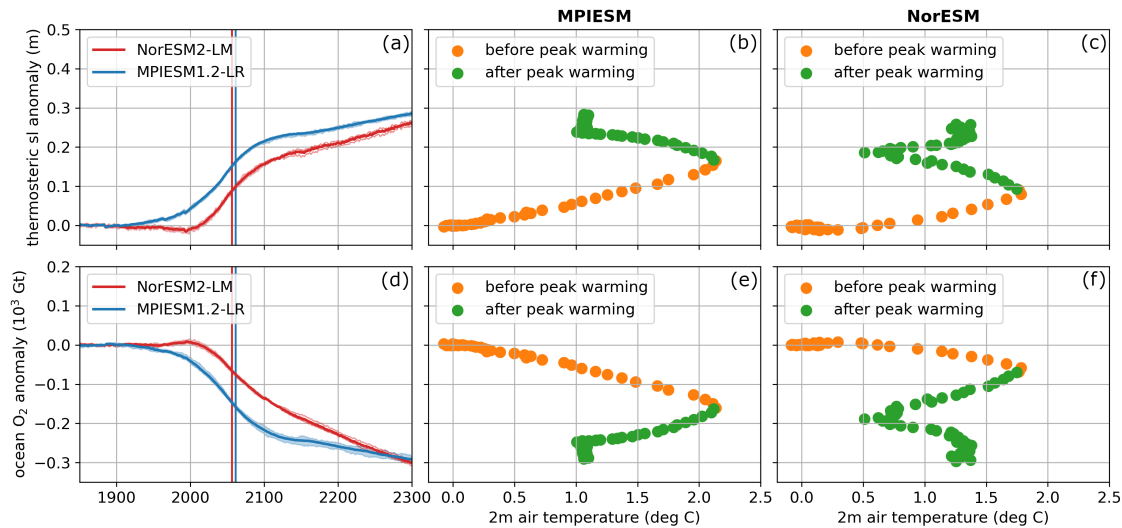 MPIESM
NorESM
thermosteric sl anomaly (m)
0.5
0.4
0.3
0.2
0.1
0.0
NorESM2-LM
MPIESM1.2-LR
(a)
before peak warming
after peak warming
(b)
before peak warming
after peak warming
(c)
ocean O₂ anomaly (10³ Gt)
0.2
0.1
0.0
−0.1
−0.2
−0.3
NorESM2-LM
MPIESM1.2-LR
(d)
before peak warming
after peak warming
(e)
before peak warming
after peak warming
(f)
1900 2000 2100 2200 2300
0.0 0.5 1.0 1.5 2.0 2.5
0.0 0.5 1.0 1.5 2.0 2.5
2m air temperature (deg C)
2m air temperature (deg C)